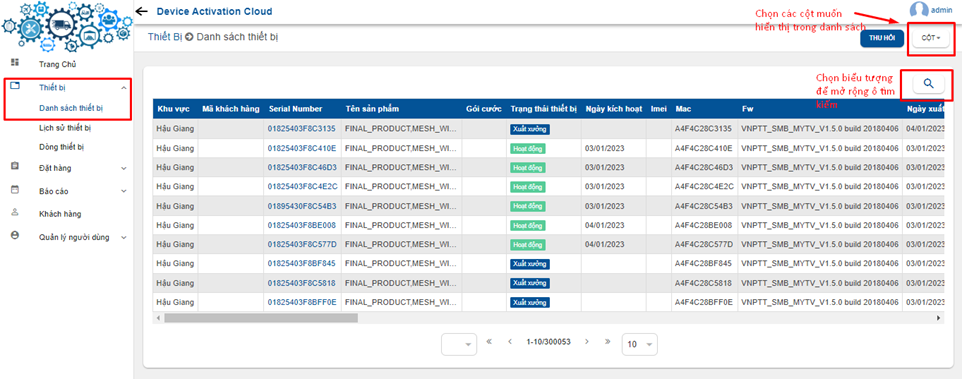 Device Activation Cloud
admin
Chọn các cột muốn
hiển thị trong danh sách
Thiết Bị Danh sách thiết bị
THU HỒI
CỘT
Trang Chủ
Thiết bị
Danh sách thiết bị
Lịch sử thiết bị
Dòng thiết bị
Đặt hàng
Báo cáo
Khách hàng
Quản lý người dùng
Chọn biểu tượng
để mở rộng ô tìm
kiếm
Khu vực Mã khách hàng Serial Number Tên sản phẩm Gói cước Trạng thái thiết bị Ngày kích hoạt Imei Mac Fw Ngày xuất
Hậu Giang 01825403F8C3135 FINAL_PRODUCT,MESH_WI... Xuất xưởng A4F4C28C3135 VNPTT_SMB_MYTV_V1.5.0 build 20180406 04/01/2023
Hậu Giang 01825403F8C410E FINAL_PRODUCT,MESH_WI... Hoạt động 03/01/2023 A4F4C28C410E VNPTT_SMB_MYTV_V1.5.0 build 20180406 03/01/2023
Hậu Giang 01825403F8C46D3 FINAL_PRODUCT,MESH_WI... Hoạt động 03/01/2023 A4F4C28C46D3 VNPTT_SMB_MYTV_V1.5.0 build 20180406 03/01/2023
Hậu Giang 01825403F8C4E2C FINAL_PRODUCT,MESH_WI... Hoạt động 03/01/2023 A4F4C28C4E2C VNPTT_SMB_MYTV_V1.5.0 build 20180406 03/01/2023
Hậu Giang 01895430F8C54B3 FINAL_PRODUCT,MESH_WI... Hoạt động 03/01/2023 A4F4C28C54B3 VNPTT_SMB_MYTV_V1.5.0 build 20180406 03/01/2023
Hậu Giang 01825403F8BE008 FINAL_PRODUCT,MESH_WI... Hoạt động 04/01/2023 A4F4C28BE008 VNPTT_SMB_MYTV_V1.5.0 build 20180406 03/01/2023
Hậu Giang 01825403F8C577D FINAL_PRODUCT,MESH_WI... Hoạt động 04/01/2023 A4F4C28C577D VNPTT_SMB_MYTV_V1.5.0 build 20180406 03/01/2023
Hậu Giang 01825403F8BF845 FINAL_PRODUCT,MESH_WI... Xuất xưởng A4F4C28BF845 VNPTT_SMB_MYTV_V1.5.0 build 20180406 03/01/2023
Hậu Giang 01825403F8C5818 FINAL_PRODUCT,MESH_WI... Xuất xưởng A4F4C28C5818 VNPTT_SMB_MYTV_V1.5.0 build 20180406 03/01/2023
Hậu Giang 01825403F8BFF0E FINAL_PRODUCT,MESH_WI... Xuất xưởng A4F4C28BFF0E VNPTT_SMB_MYTV_V1.5.0 build 20180406 03/01/2023
1-10/300053
10